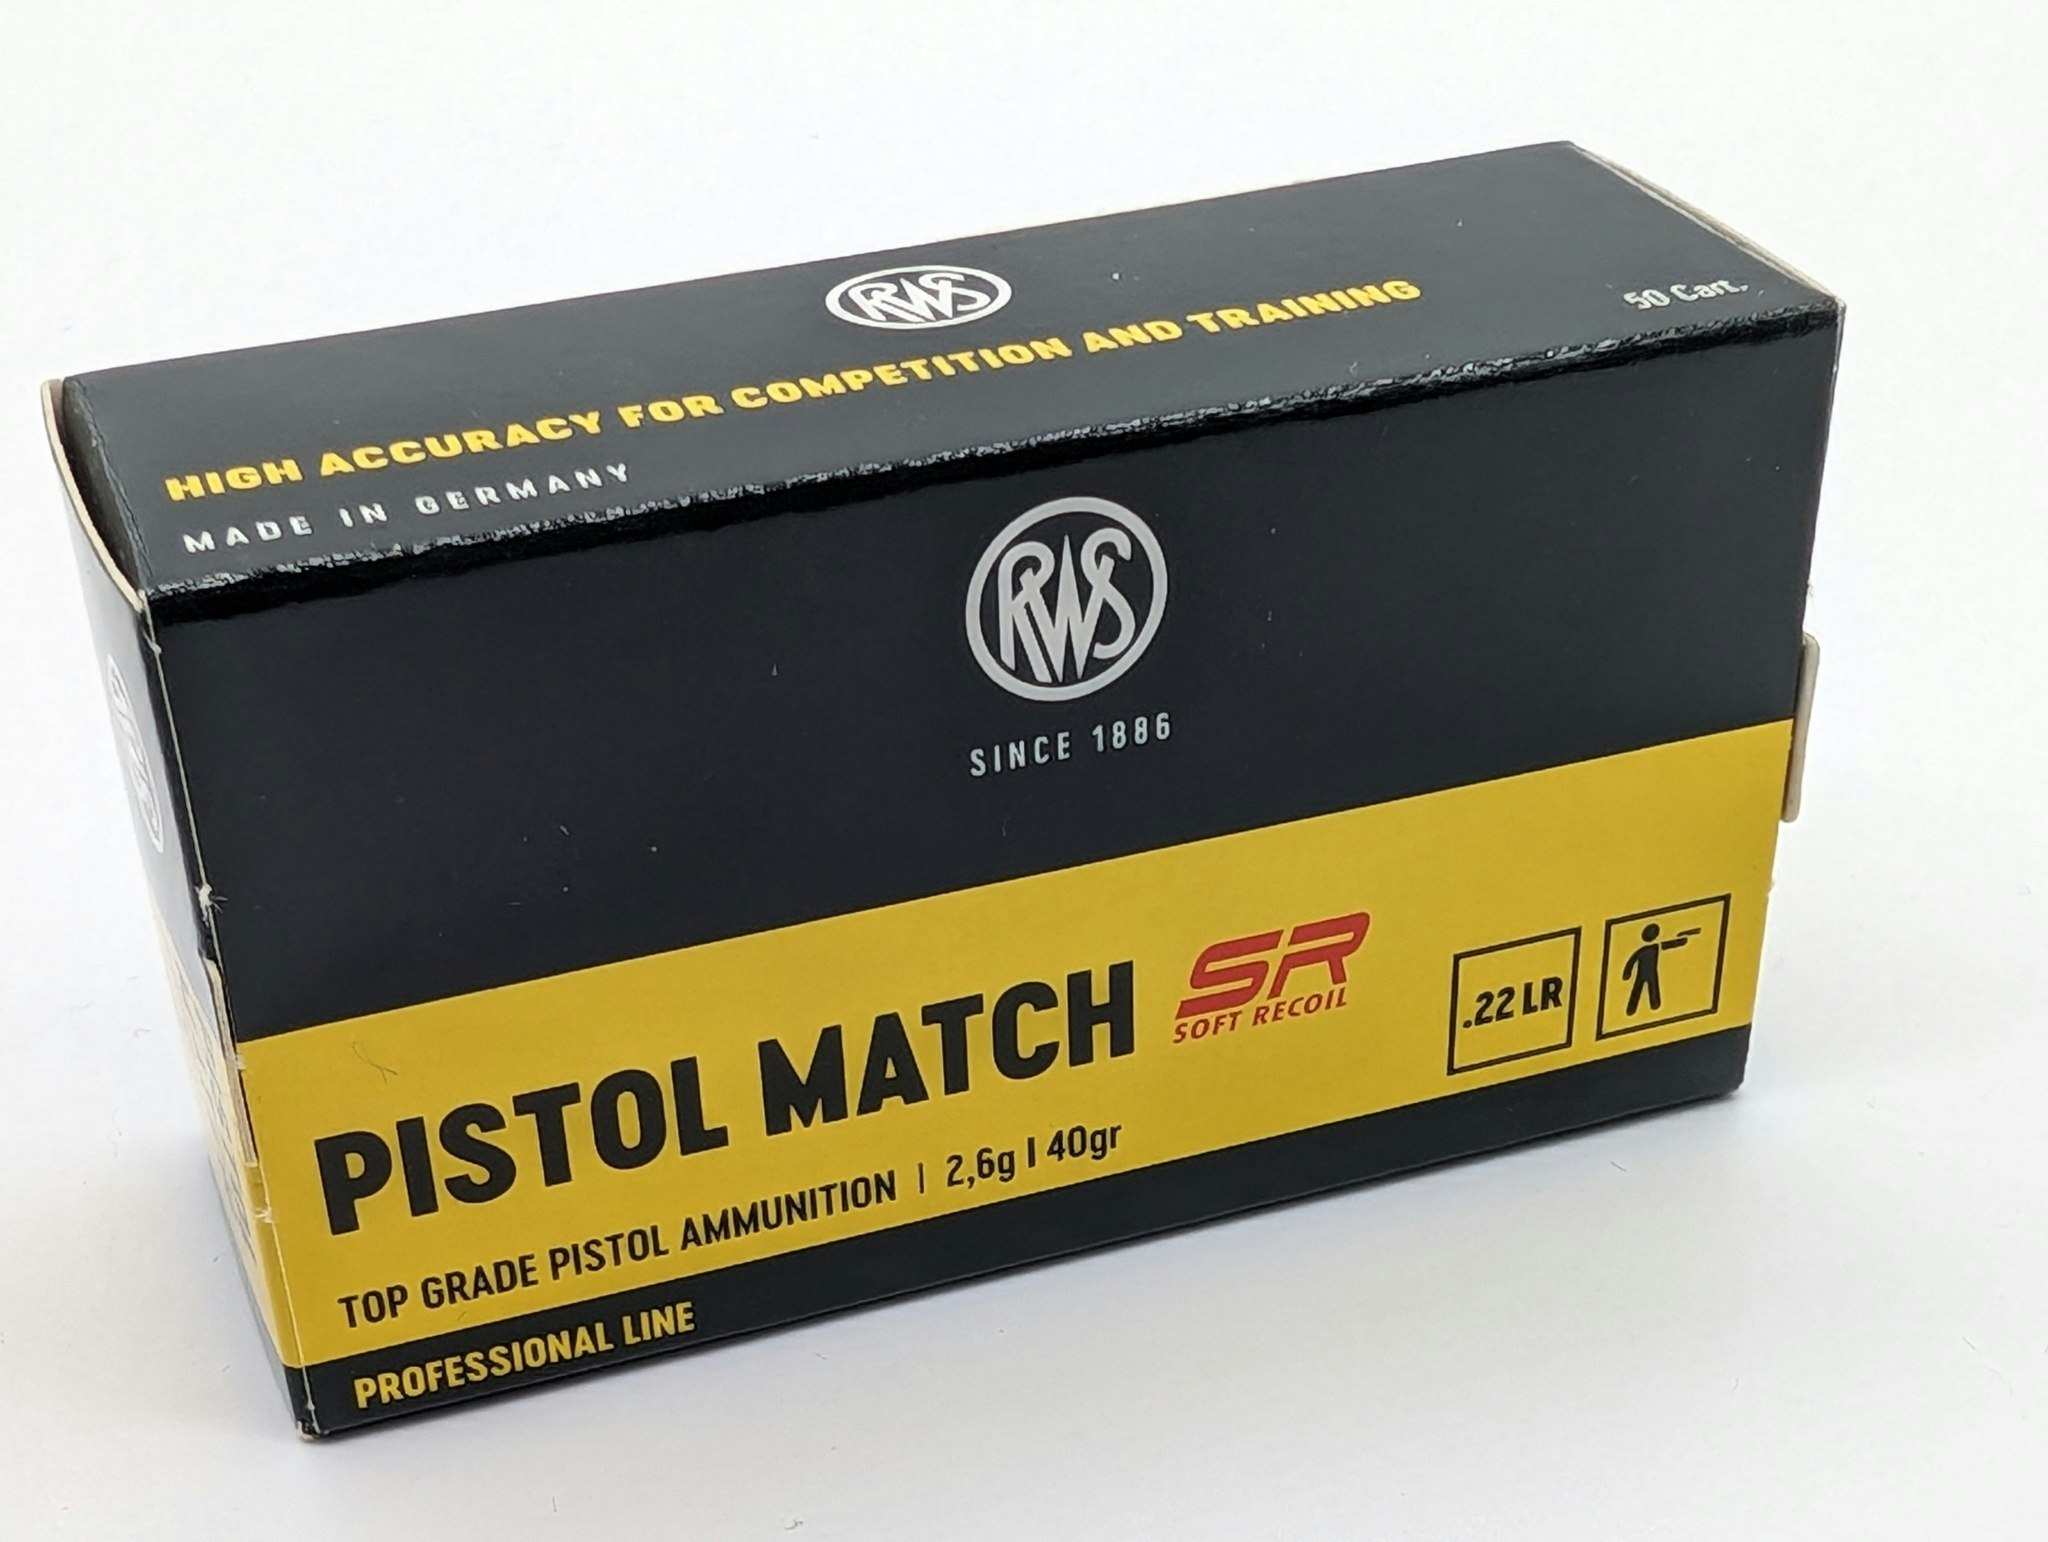 RWS
HIGH ACCURACY FOR COMPETITION AND TRAINING
50 Cart.
MADE IN GERMANY
RWS
SINCE 1886
PISTOL MATCH
SR
SOFT RECOIL
.22 LR
TOP GRADE PISTOL AMMUNITION | 2,6g | 40gr
PROFESSIONAL LINE